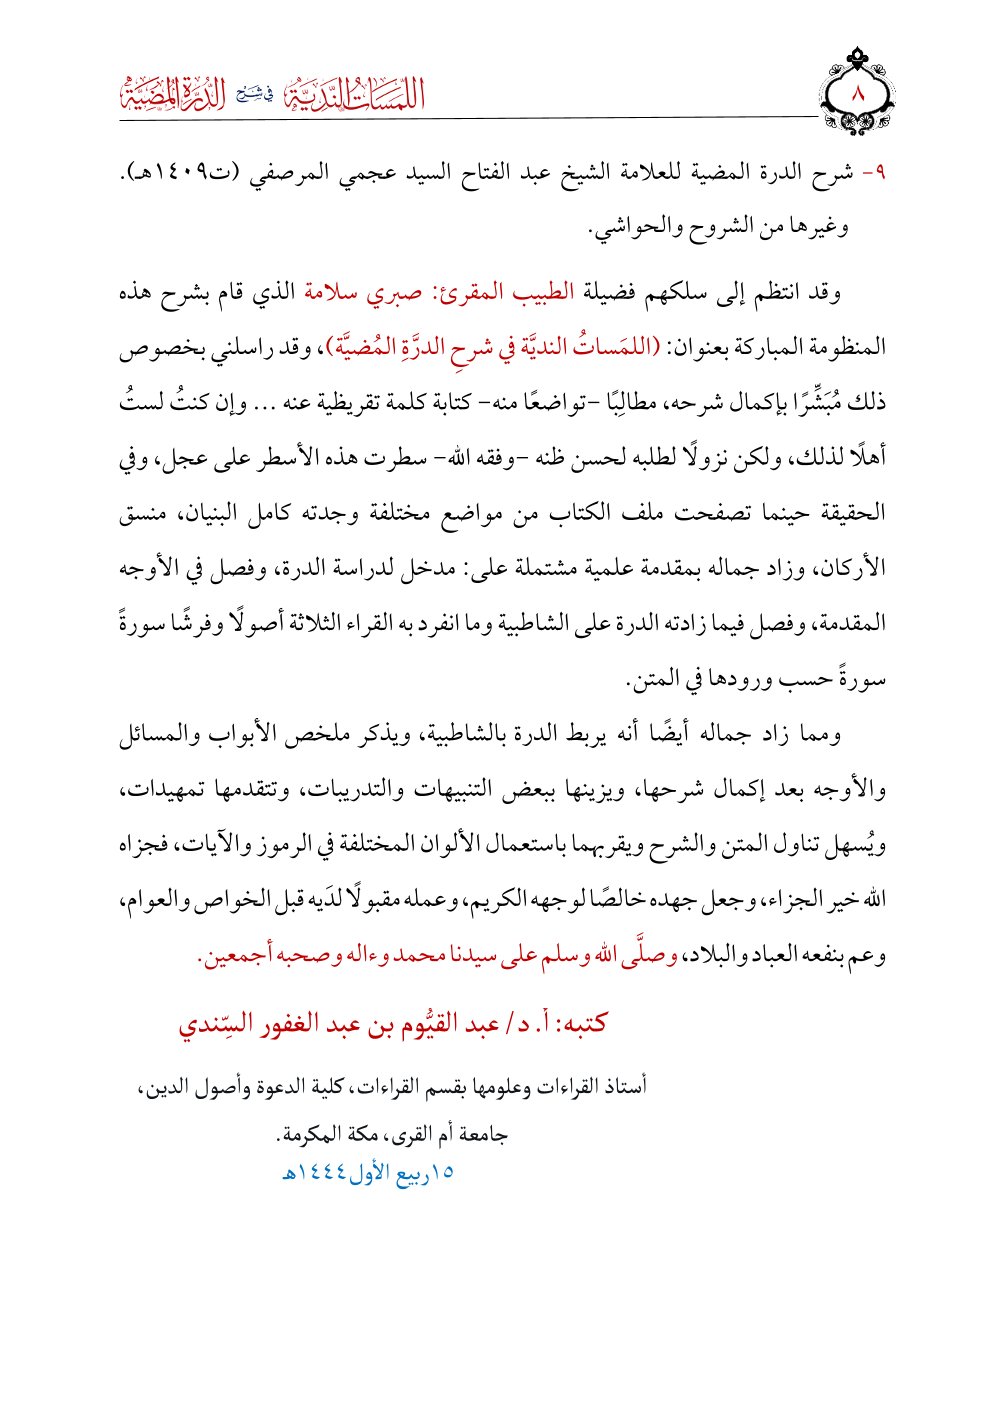 اللمسات الندية في شرح الدرة المضية
٨
٩- شرح الدرة المضية للعلامة الشيخ عبد الفتاح السيد عجمي المرصفي (ت١٤٠٩هـ).
وغيرها من الشروح والحواشي.
وقد انتظم إلى سلكهم فضيلة الطبيب المقرئ: صبري سلامة الذي قام بشرح هذه
المنظومة المباركة بعنوان: (اللمَساتُ النديَّة في شرحِ الدرَّةِ المُضيَّة)، وقد راسلني بخصوص
ذلك مُبَشِّرًا بإكمال شرحه، مطالِبًا -تواضعًا منه- كتابة كلمة تقريظية عنه ... وإن كنتُ لستُ
أهلًا لذلك، ولكن نزولًا لطلبه لحسن ظنه -وفقه الله- سطرت هذه الأسطر على عجل، وفي
الحقيقة حينما تصفحت ملف الكتاب من مواضع مختلفة وجدته كامل البنيان، منسق
الأركان، وزاد جماله بمقدمة علمية مشتملة على: مدخل لدراسة الدرة، وفصل في الأوجه
المقدمة، وفصل فيما زادته الدرة على الشاطبية وما انفرد به القراء الثلاثة أصولًا وفرشًا سورةً
سورةً حسب ورودها في المتن.
ومما زاد جماله أيضًا أنه يربط الدرة بالشاطبية، ويذكر ملخص الأبواب والمسائل
والأوجه بعد إكمال شرحها، ويزينها ببعض التنبيهات والتدريبات، وتتقدمها تمهيدات،
ويُسهل تناول المتن والشرح ويقربهما باستعمال الألوان المختلفة في الرموز والآيات، فجزاه
الله خير الجزاء، وجعل جهده خالصًا لوجهه الكريم، وعمله مقبولًا لدَيه قبل الخواص والعوام،
وعم بنفعه العباد والبلاد، وصلَّى الله وسلم على سيدنا محمد وءاله وصحبه أجمعين.
كتبه: أ. د/ عبد القيُّوم بن عبد الغفور السِّندي
أستاذ القراءات وعلومها بقسم القراءات، كلية الدعوة وأصول الدين،
جامعة أم القرى، مكة المكرمة.
١٥ربيع الأول١٤٤٤هـ